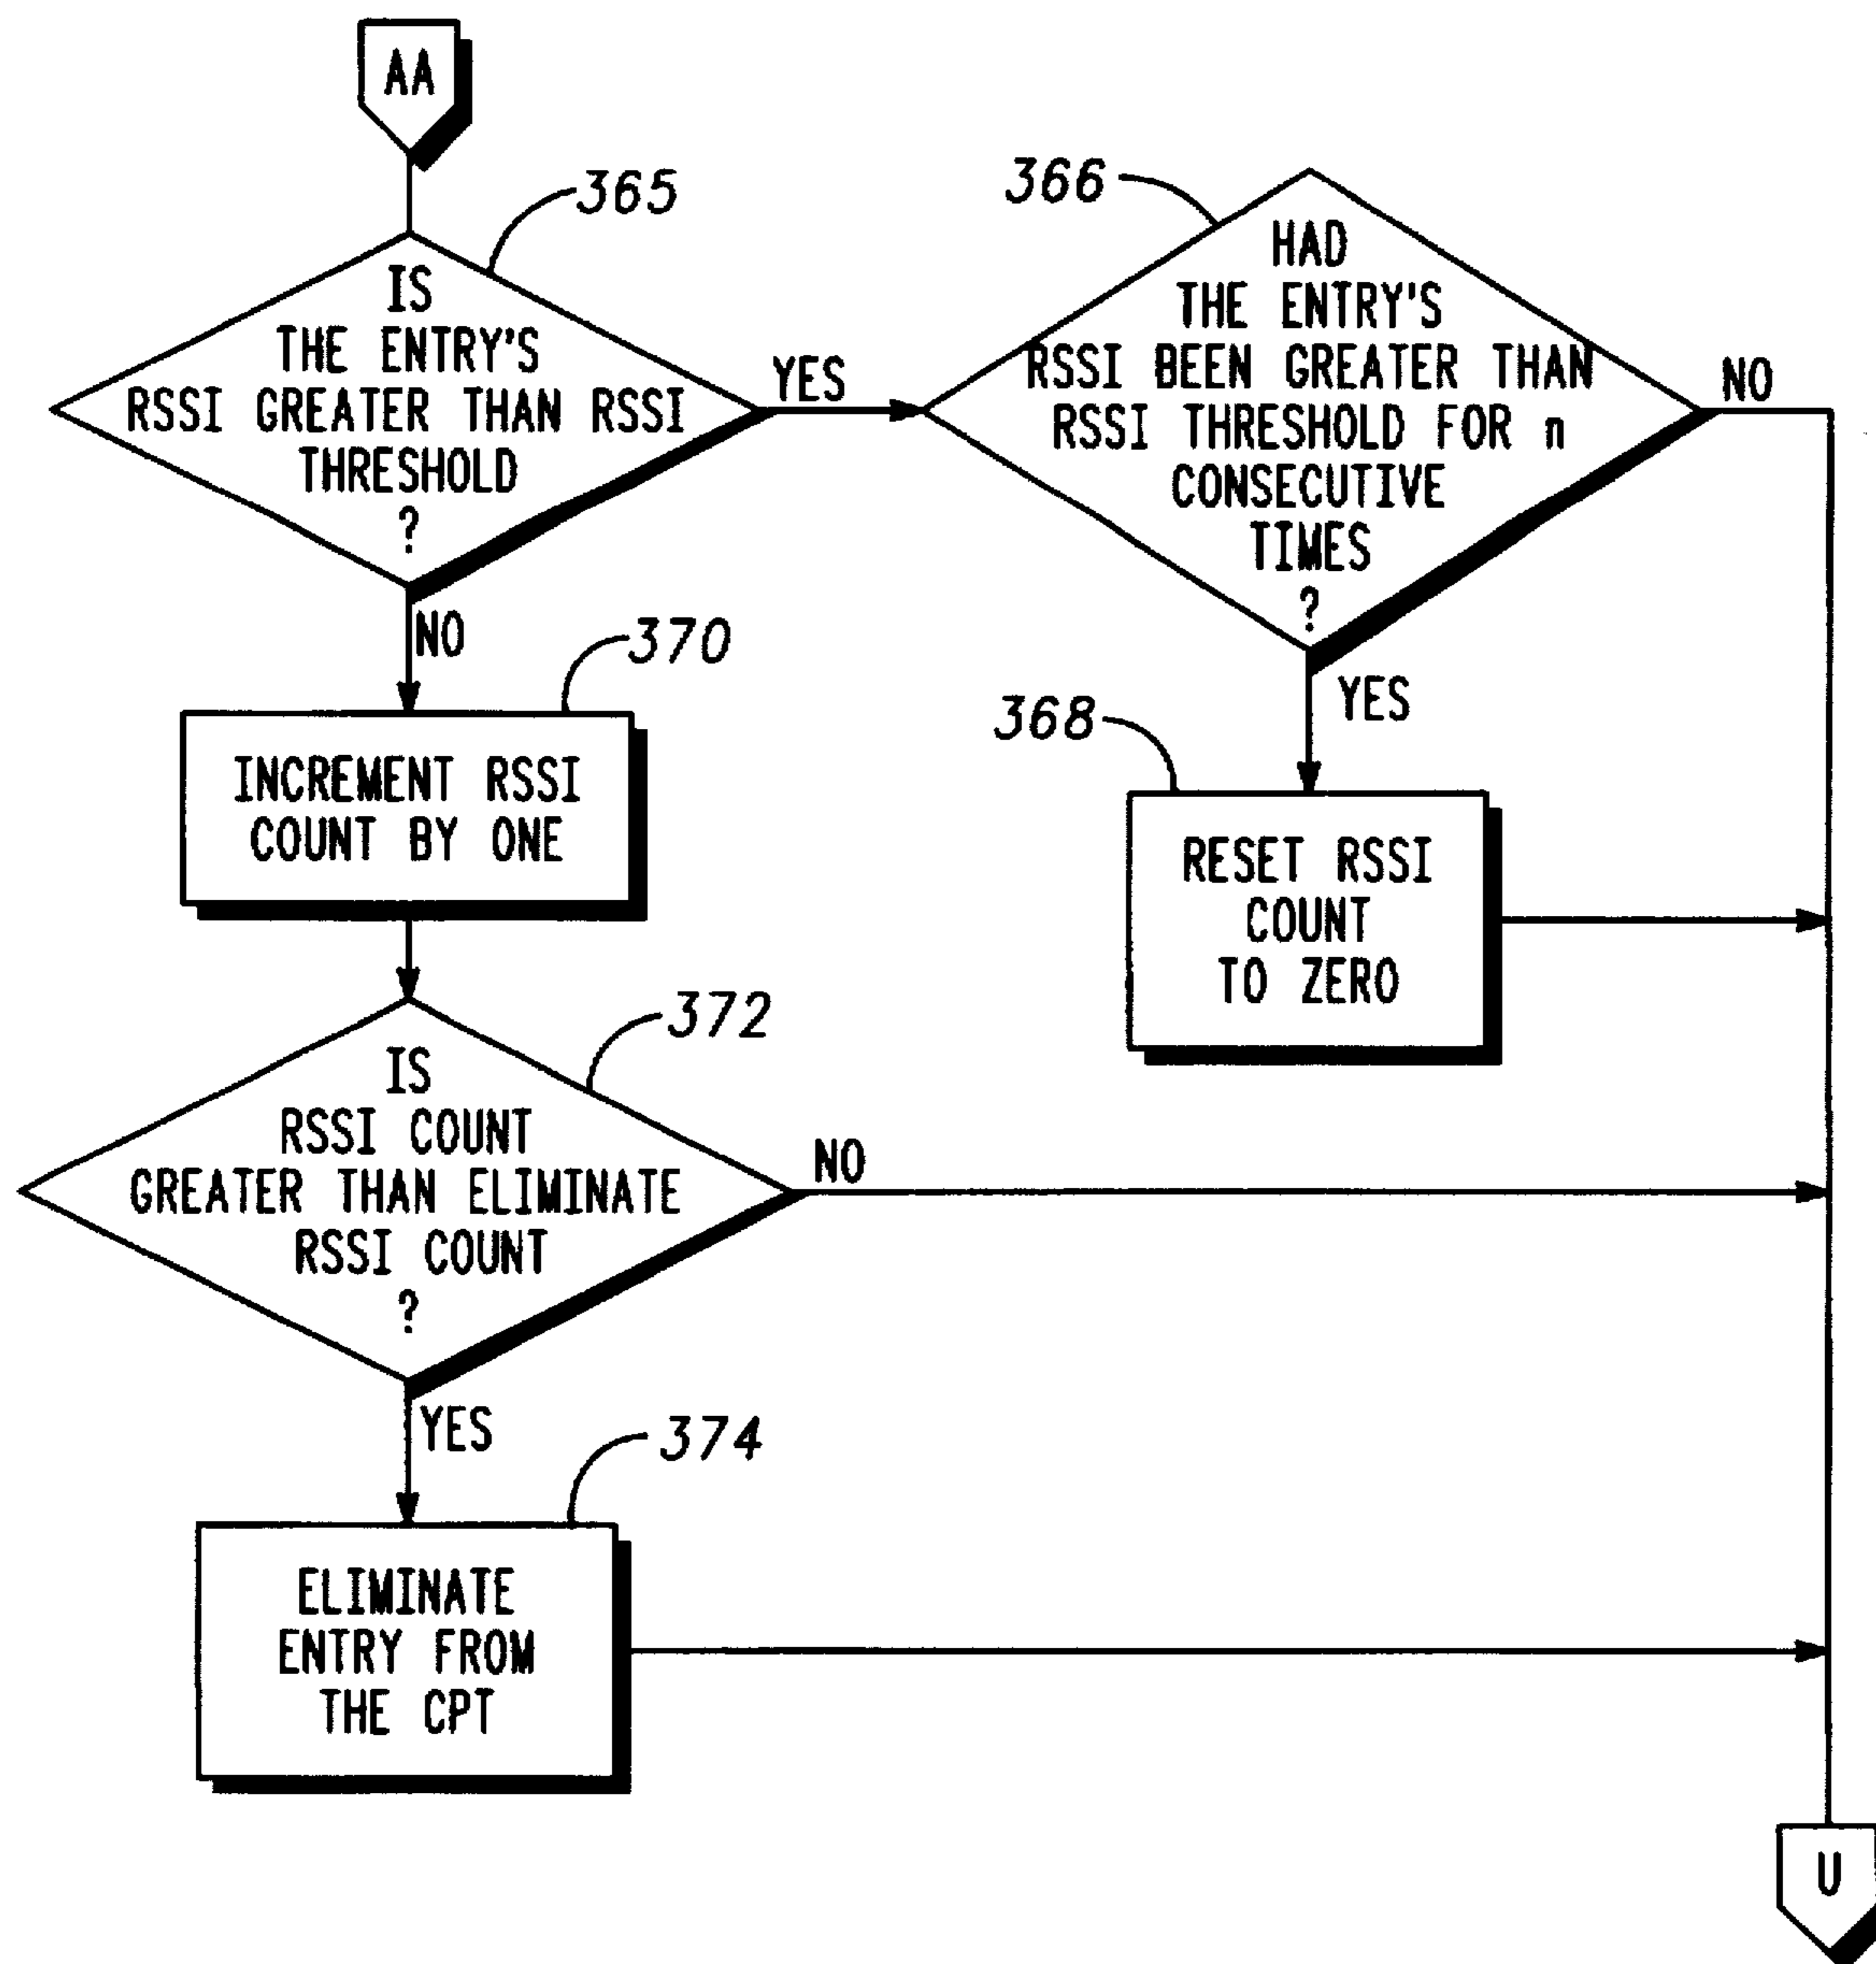 AA
365
IS
THE ENTRY'S
RSSI GREATER THAN RSSI
THRESHOLD
?
YES
NO
366
HAD
THE ENTRY'S
RSSI BEEN GREATER THAN
RSSI THRESHOLD FOR n
CONSECUTIVE
TIMES
?
NO
YES
370
INCREMENT RSSI
COUNT BY ONE
368
RESET RSSI
COUNT
TO ZERO
372
IS
RSSI COUNT
GREATER THAN ELIMINATE
RSSI COUNT
?
NO
YES
374
ELIMINATE
ENTRY FROM
THE CPT
U